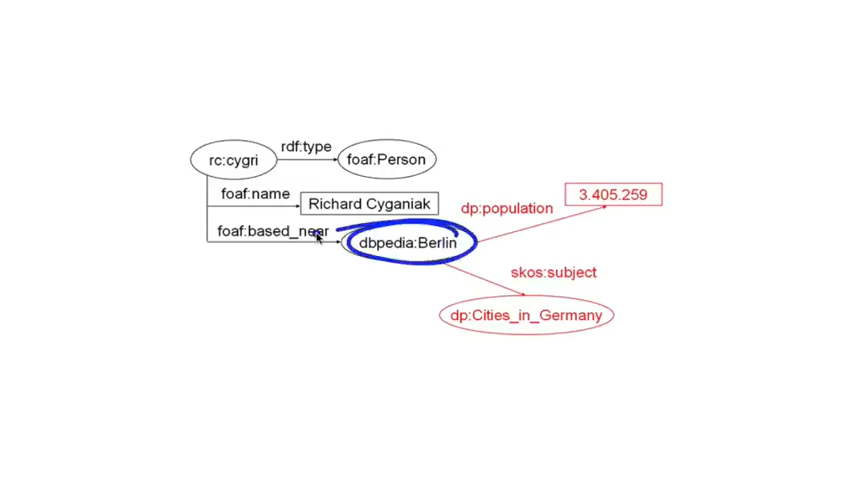 rdf:type
rc:cygri
foaf:Person
foaf:name
Richard Cyganiak
3.405.259
dp:population
foaf:based_near
dbpedia:Berlin
skos:subject
dp:Cities_in_Germany